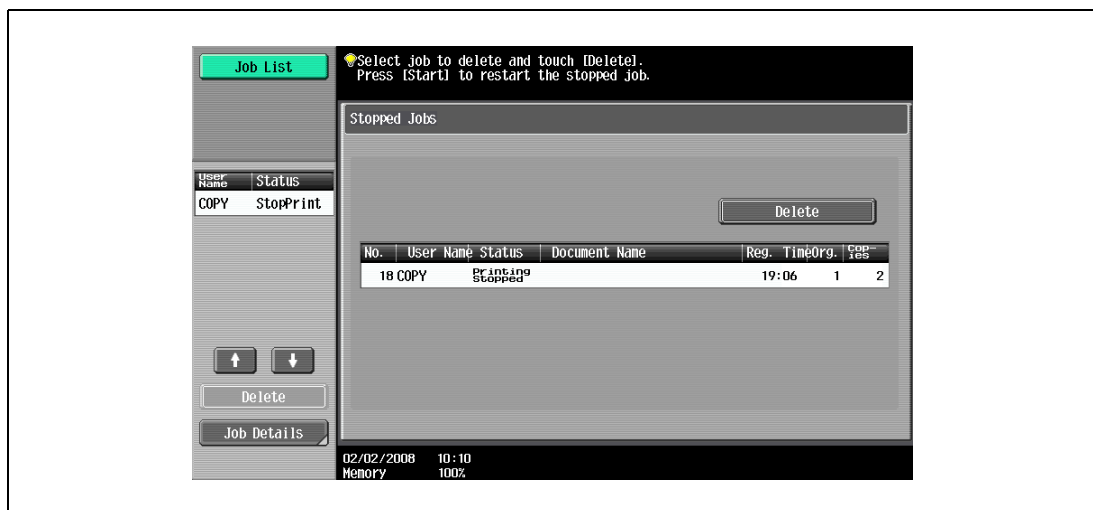 Job List
Select job to delete and touch [Delete].
Press [Start] to restart the stopped job.
Stopped Jobs
User Name Status
COPY StopPrint
Delete
No. User Name Status Document Name Reg. Time Org. Cop-ies
18 COPY Printing Stopped 19:06 1 2
Delete
Job Details
02/02/2008 10:10
Memory 100%